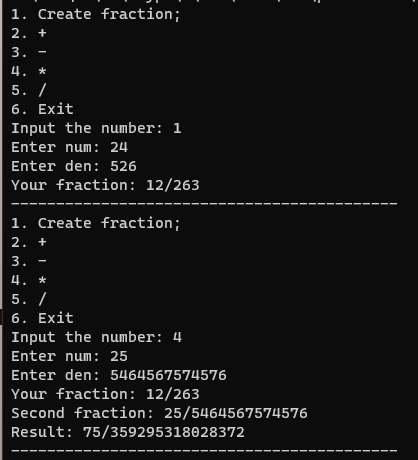 1. Create fraction;
2. +
3. -
4. *
5. /
6. Exit
Input the number: 1
Enter num: 24
Enter den: 526
Your fraction: 12/263
-------------------------------------------
1. Create fraction;
2. +
3. -
4. *
5. /
6. Exit
Input the number: 4
Enter num: 25
Enter den: 5464567574576
Your fraction: 12/263
Second fraction: 25/5464567574576
Result: 75/359295318028372
-------------------------------------------